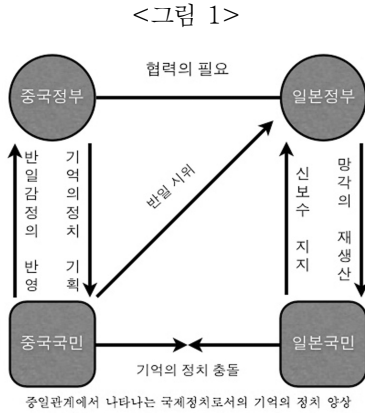 <그림 1>
협력의 필요
중국정부
일본정부
반일감정의 반영
기억의정치 기획
반일 시위
신보수 지지
망각의 재생산
중국국민
일본국민
기억의 정치 충돌
중일관계에서 나타나는 국제정치로서의 기억의 정치 양상